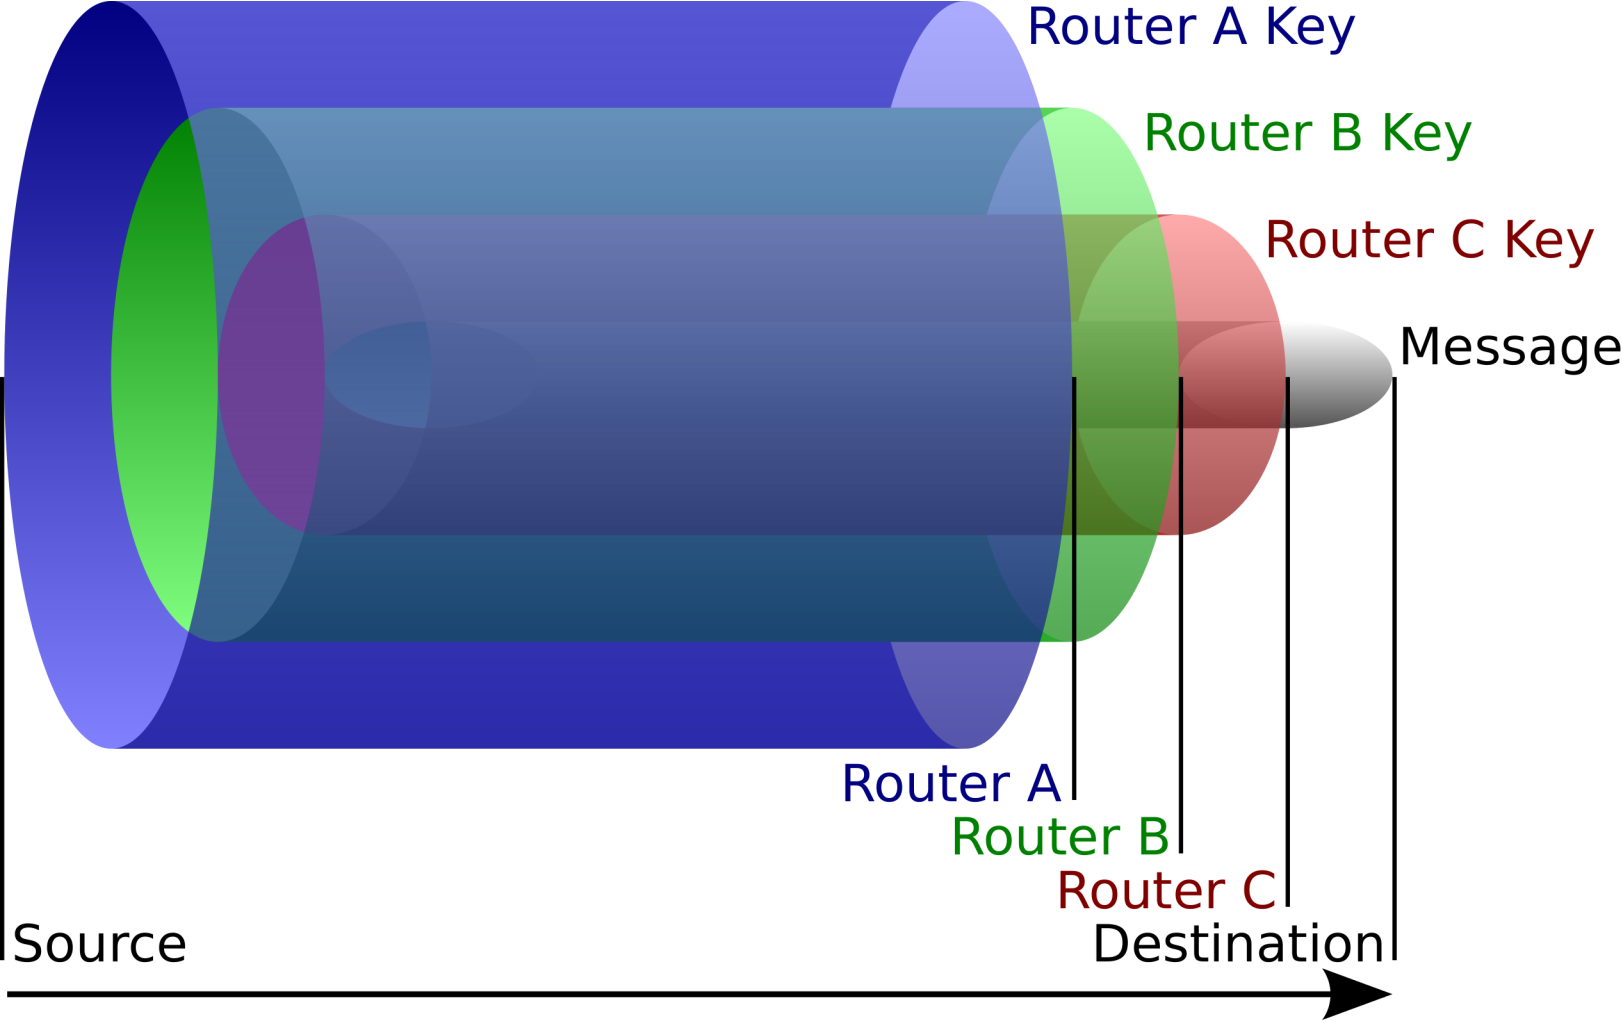 Router A Key
Router B Key
Router C Key
Message
Router A
Router B
Router C
Destination
Source